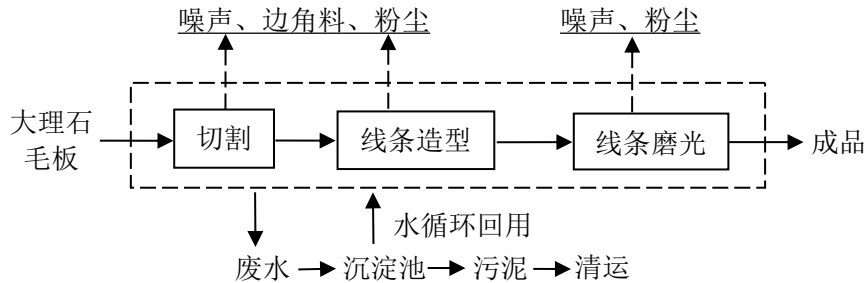 噪声、边角料、粉尘
噪声、粉尘
大理石
毛板
切割
线条造型
线条磨光
成品
水循环回用
废水
沉淀池
污泥
清运